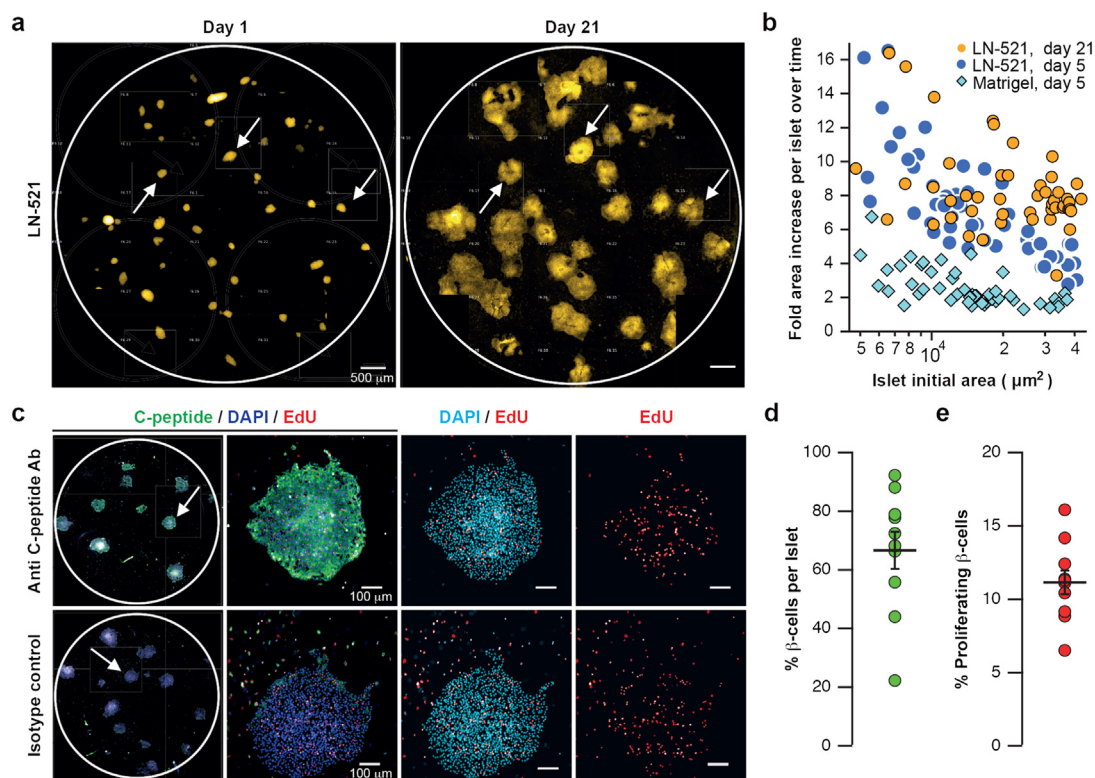 a
Day 1
Day 21
LN-521
500 μm
b
Fold area increase per islet over time
16
14
12
10
8
6
4
2
0
LN-521, day 21
LN-521, day 5
Matrigel, day 5
5 6 7 8 10⁴ 2 3 4
Islet initial area ( μm²)
c
C-peptide / DAPI / EdU
DAPI / EdU
EdU
Anti C-peptide Ab
100 μm
Isotype control
100 μm
d
% β-cells per Islet
100
80
60
40
20
0
e
% Proliferating β-cells
20
15
10
5
0